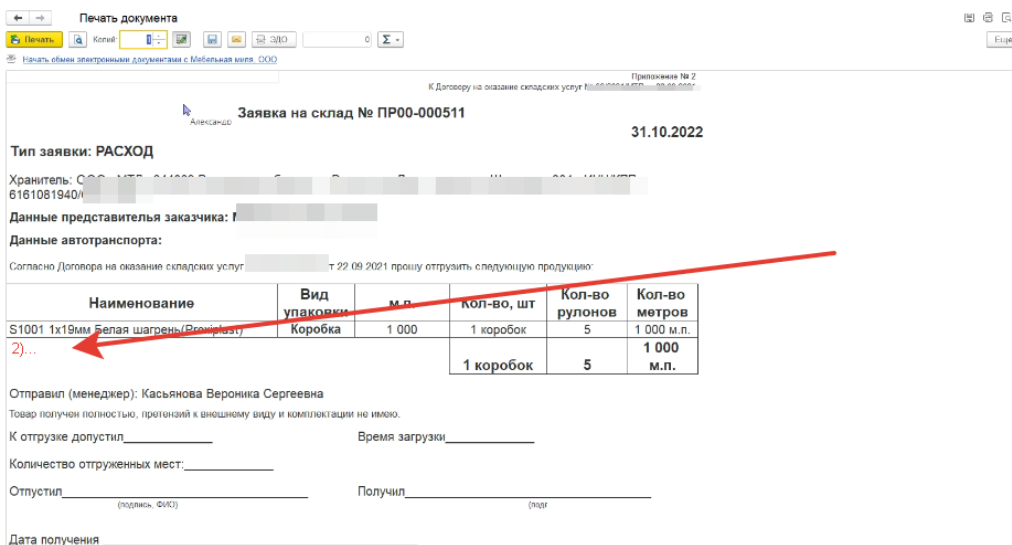 Печать документа
Печать
Копий:
1
ЭДО
0
Σ
Еще
Начать обмен электронными документами с Мебельная миля, ООО
Приложение № 2
К Договору на оказание складских услуг
Александр
Заявка на склад № ПР00-000511
31.10.2022
Тип заявки: РАСХОД
Хранитель:
6161081940/
Данные представителья заказчика:
Данные автотранспорта:
Согласно Договора на оказание складских услуг т 22 09 2021 прошу отгрузить следующую продукцию:
Наименование Вид упаковки м.п. Кол-во, шт Кол-во рулонов Кол-во метров
S1001 1х19мм Белая шагрень(Proxiplast) Коробка 1 000 1 коробок 5 1 000 м.п.
2)...
1 коробок 5 1 000 м.п.
Отправил (менеджер): Касьянова Вероника Сергеевна
Товар получен полностью, претензий к внешнему виду и комплектации не имею.
К отгрузке допустил Время загрузки
Количество отгруженных мест:
Отпустил Получил
(подпись, ФИО) (подг
Дата получения